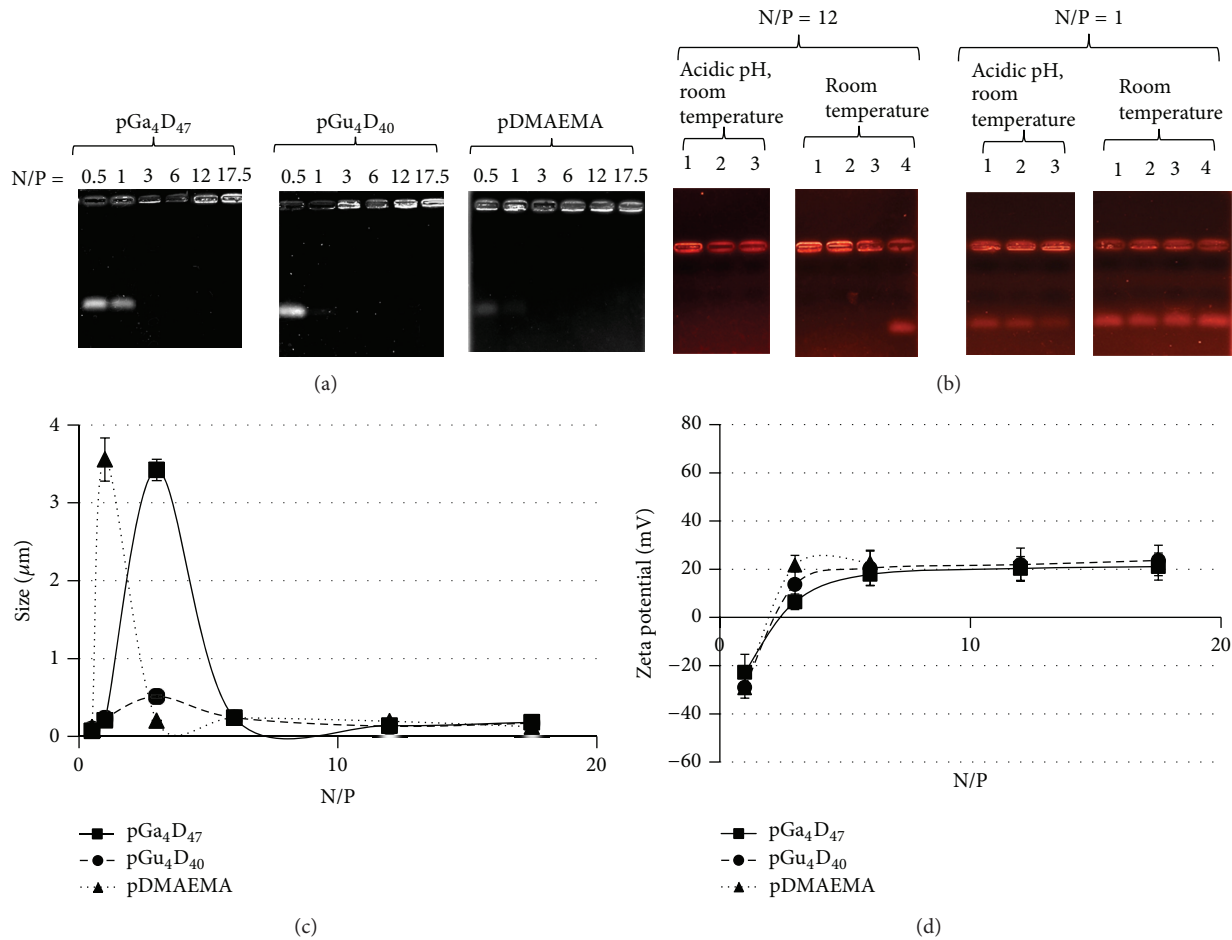 pGa₄D₄₇ pGu₄D₄₀ pDMAEMA
N/P = 0.5 1 3 6 12 17.5 0.5 1 3 6 12 17.5 0.5 1 3 6 12 17.5
(a)
N/P = 12 N/P = 1
Acidic pH, room temperature
Room temperature
Acidic pH, room temperature
Room temperature
1 2 3 1 2 3 4 1 2 3 1 2 3 4
(b)
Size (μm)
4
3
2
1
0
0 10 20
N/P
pGa₄D₄₇
pGu₄D₄₀
pDMAEMA
(c)
Zeta potential (mV)
80
60
40
20
0
−20
−40
−60
0 10 20
N/P
pGa₄D₄₇
pGu₄D₄₀
pDMAEMA
(d)